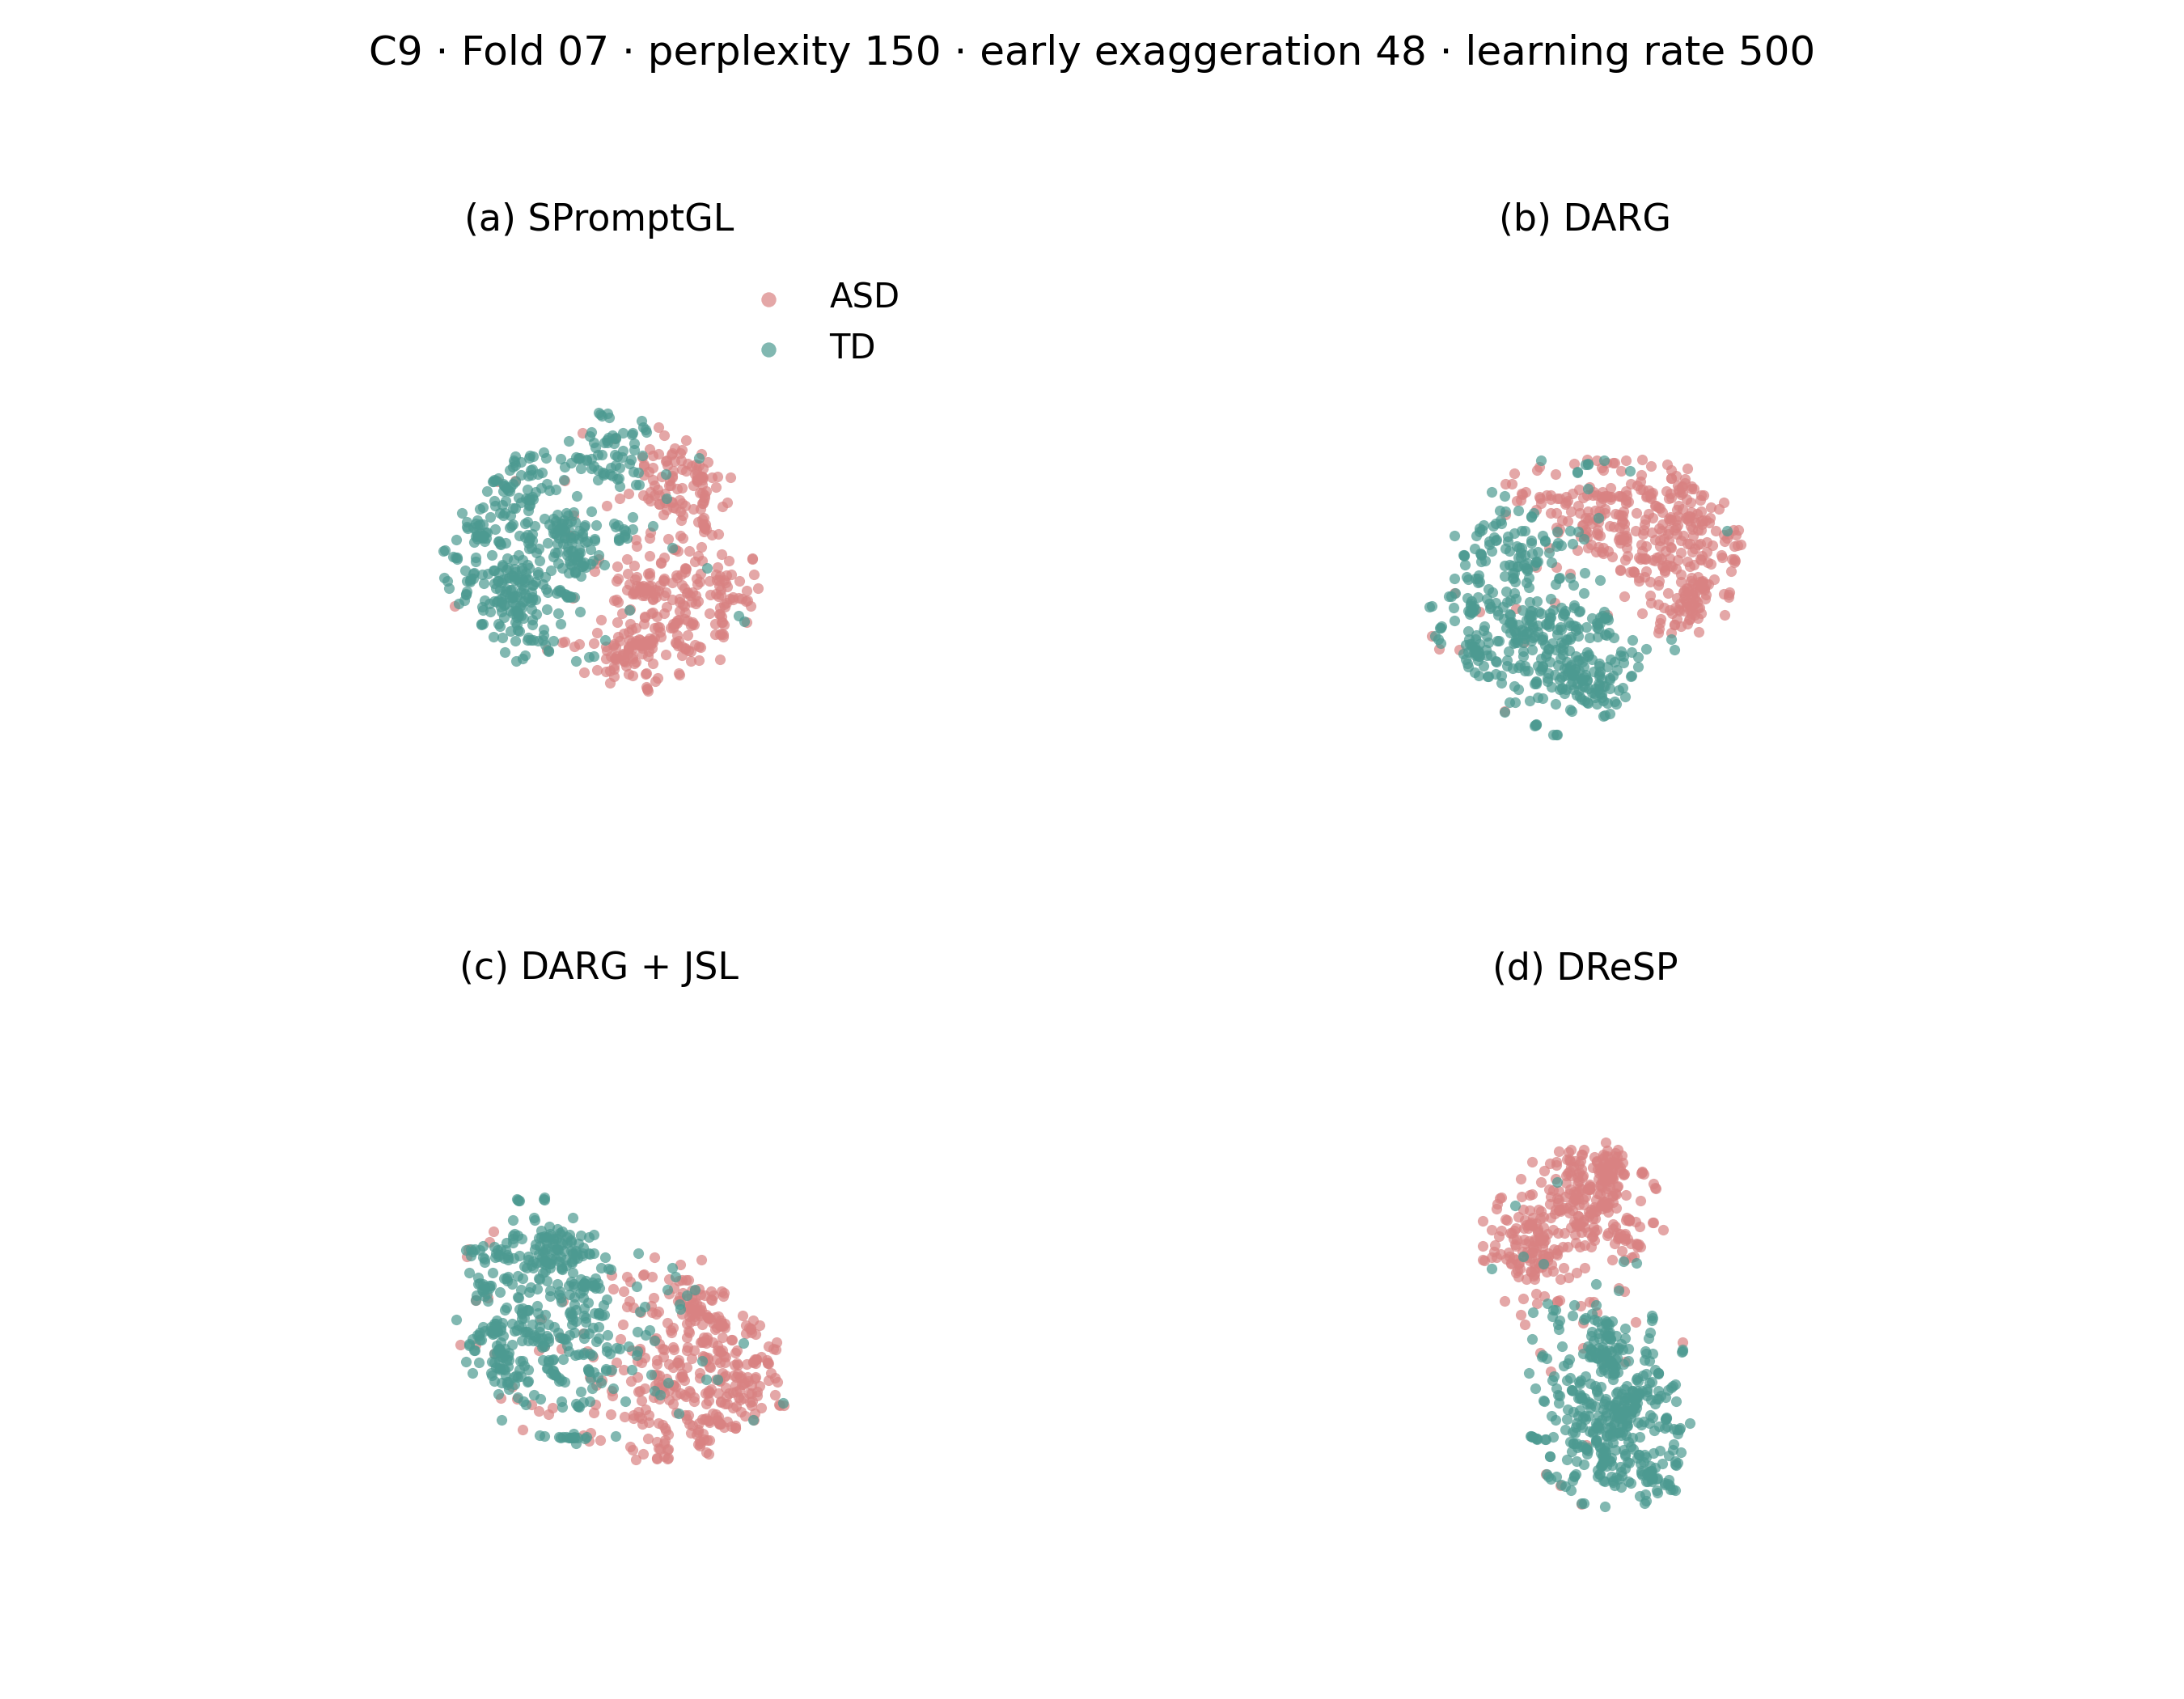 C9 · Fold 07 · perplexity 150 · early exaggeration 48 · learning rate 500
(a) SPromptGL
(b) DARG
ASD
TD
(c) DARG + JSL
(d) DReSP